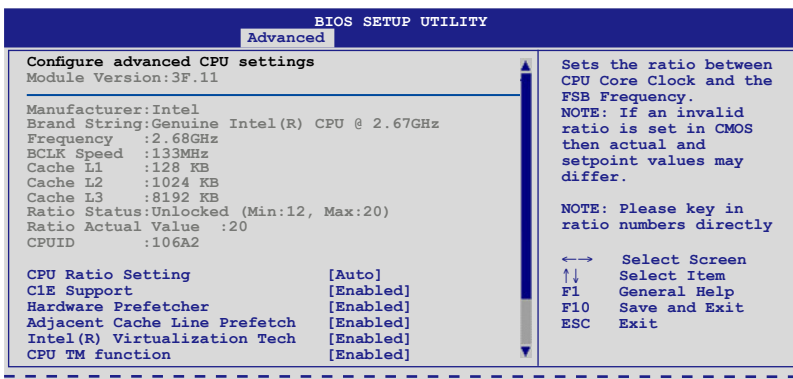 BIOS SETUP UTILITY
Advanced
Configure advanced CPU settings
Module Version:3F.11
Manufacturer:Intel
Brand String:Genuine Intel(R) CPU @ 2.67GHz
Frequency :2.68GHz
BCLK Speed :133MHz
Cache L1 :128 KB
Cache L2 :1024 KB
Cache L3 :8192 KB
Ratio Status:Unlocked (Min:12, Max:20)
Ratio Actual Value :20
CPUID :106A2
CPU Ratio Setting [Auto]
C1E Support [Enabled]
Hardware Prefetcher [Enabled]
Adjacent Cache Line Prefetch [Enabled]
Intel(R) Virtualization Tech [Enabled]
CPU TM function [Enabled]
Sets the ratio between
CPU Core Clock and the
FSB Frequency.
NOTE: If an invalid
ratio is set in CMOS
then actual and
setpoint values may
differ.
NOTE: Please key in
ratio numbers directly
←→ Select Screen
↑↓ Select Item
F1 General Help
F10 Save and Exit
ESC Exit